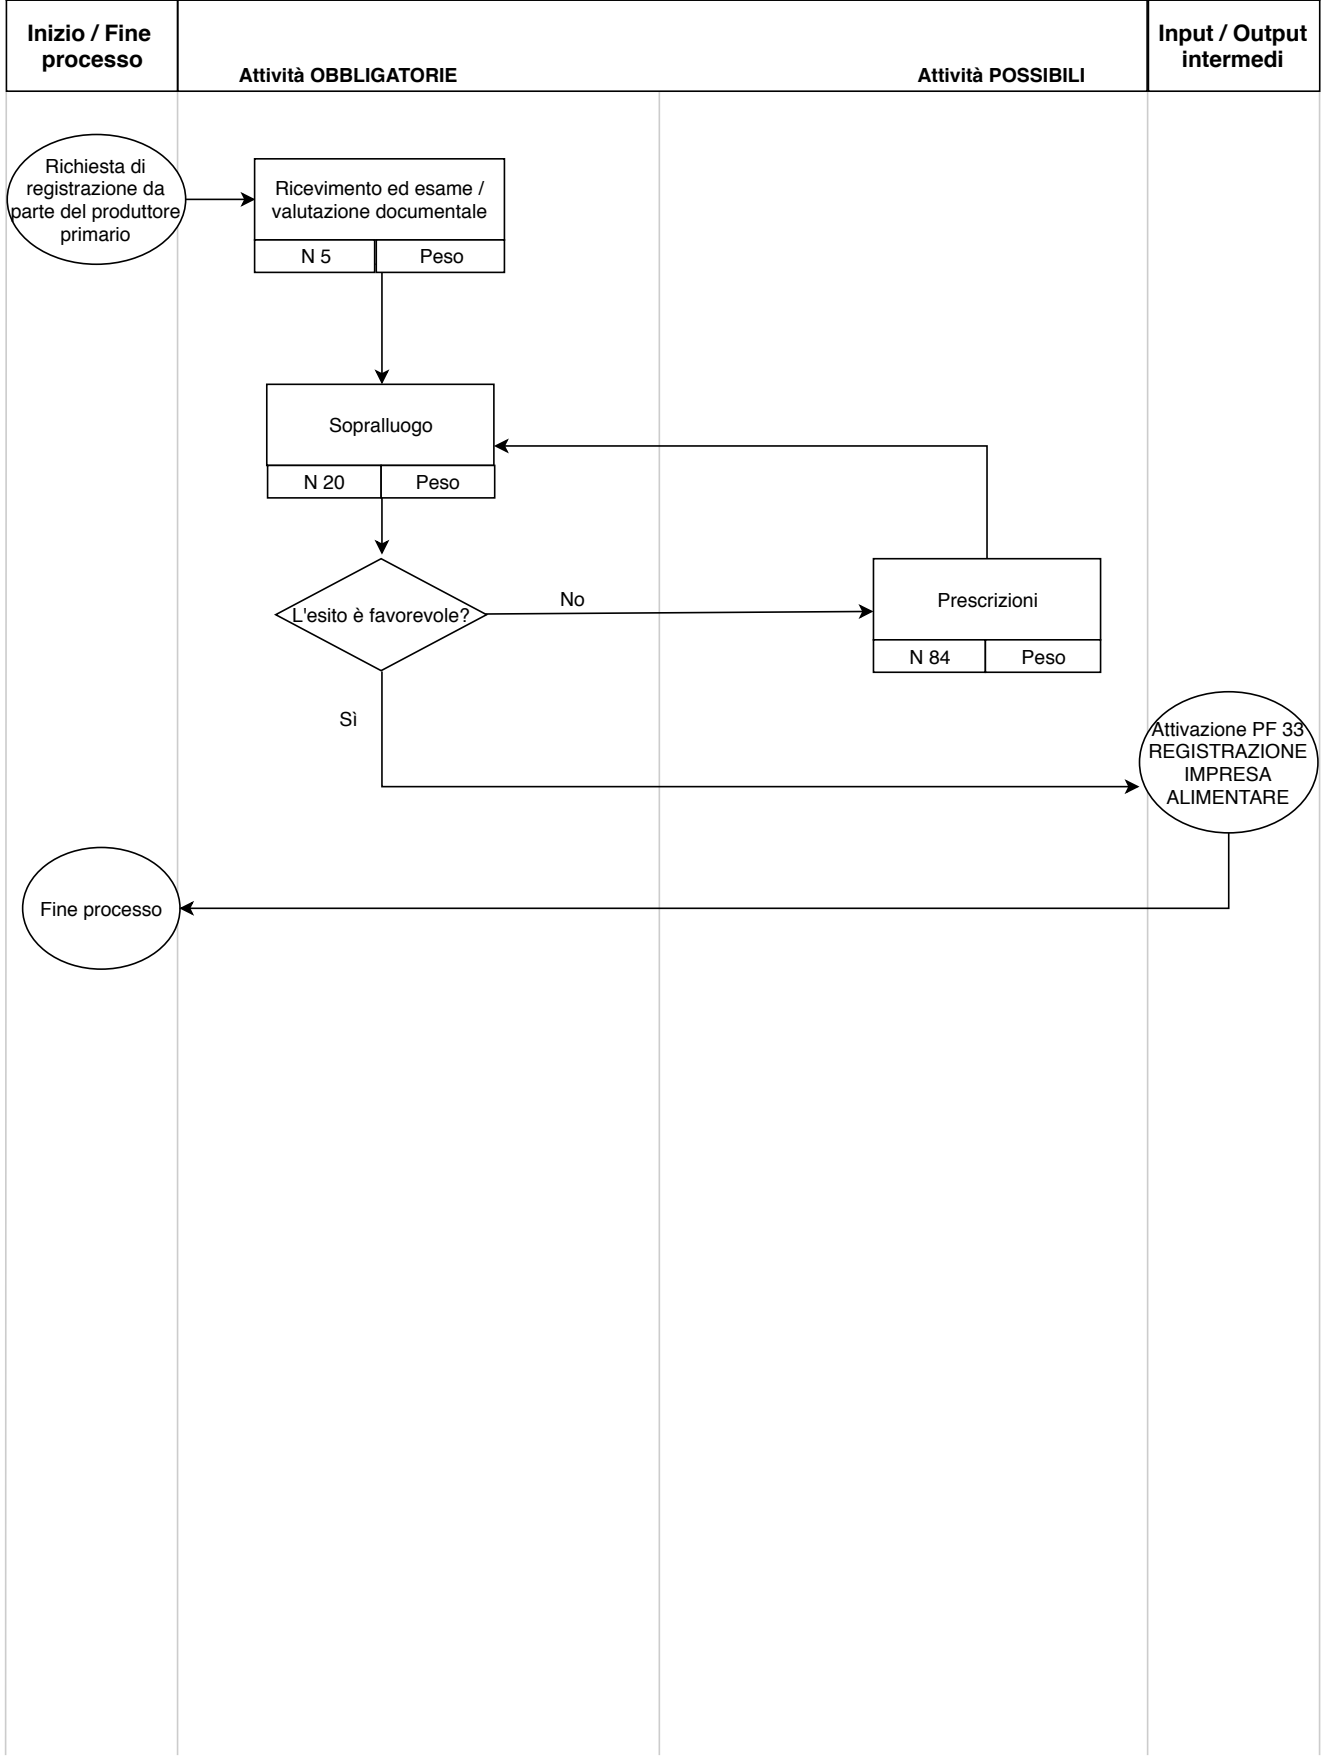 Inizio / Fine
processo
Attività OBBLIGATORIE
Attività POSSIBILI
Input / Output
intermedi
Richiesta di
registrazione da
parte del produttore
primario
Ricevimento ed esame /
valutazione documentale
N 5
Peso
Sopralluogo
N 20
Peso
L'esito è favorevole?
No
Prescrizioni
N 84
Peso
Sì
Attivazione PF 33
REGISTRAZIONE
IMPRESA
ALIMENTARE
Fine processo